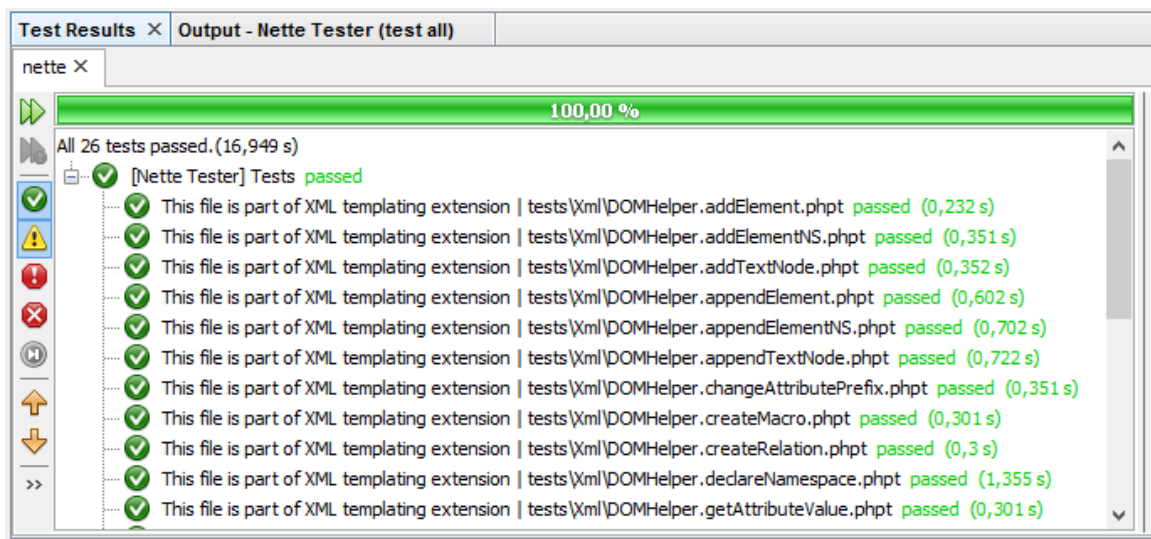 Test Results × Output - Nette Tester (test all)
nette ×
100,00 %
All 26 tests passed.(16,949 s)
[Nette Tester] Tests passed
This file is part of XML templating extension | tests\Xml\DOMHelper.addElement.phpt passed (0,232 s)
This file is part of XML templating extension | tests\Xml\DOMHelper.addElementNS.phpt passed (0,351 s)
This file is part of XML templating extension | tests\Xml\DOMHelper.addTextNode.phpt passed (0,352 s)
This file is part of XML templating extension | tests\Xml\DOMHelper.appendElement.phpt passed (0,602 s)
This file is part of XML templating extension | tests\Xml\DOMHelper.appendElementNS.phpt passed (0,702 s)
This file is part of XML templating extension | tests\Xml\DOMHelper.appendTextNode.phpt passed (0,722 s)
This file is part of XML templating extension | tests\Xml\DOMHelper.changeAttributePrefix.phpt passed (0,351 s)
This file is part of XML templating extension | tests\Xml\DOMHelper.createMacro.phpt passed (0,301 s)
This file is part of XML templating extension | tests\Xml\DOMHelper.createRelation.phpt passed (0,3 s)
This file is part of XML templating extension | tests\Xml\DOMHelper.declareNamespace.phpt passed (1,355 s)
This file is part of XML templating extension | tests\Xml\DOMHelper.getAttributeValue.phpt passed (0,301 s)